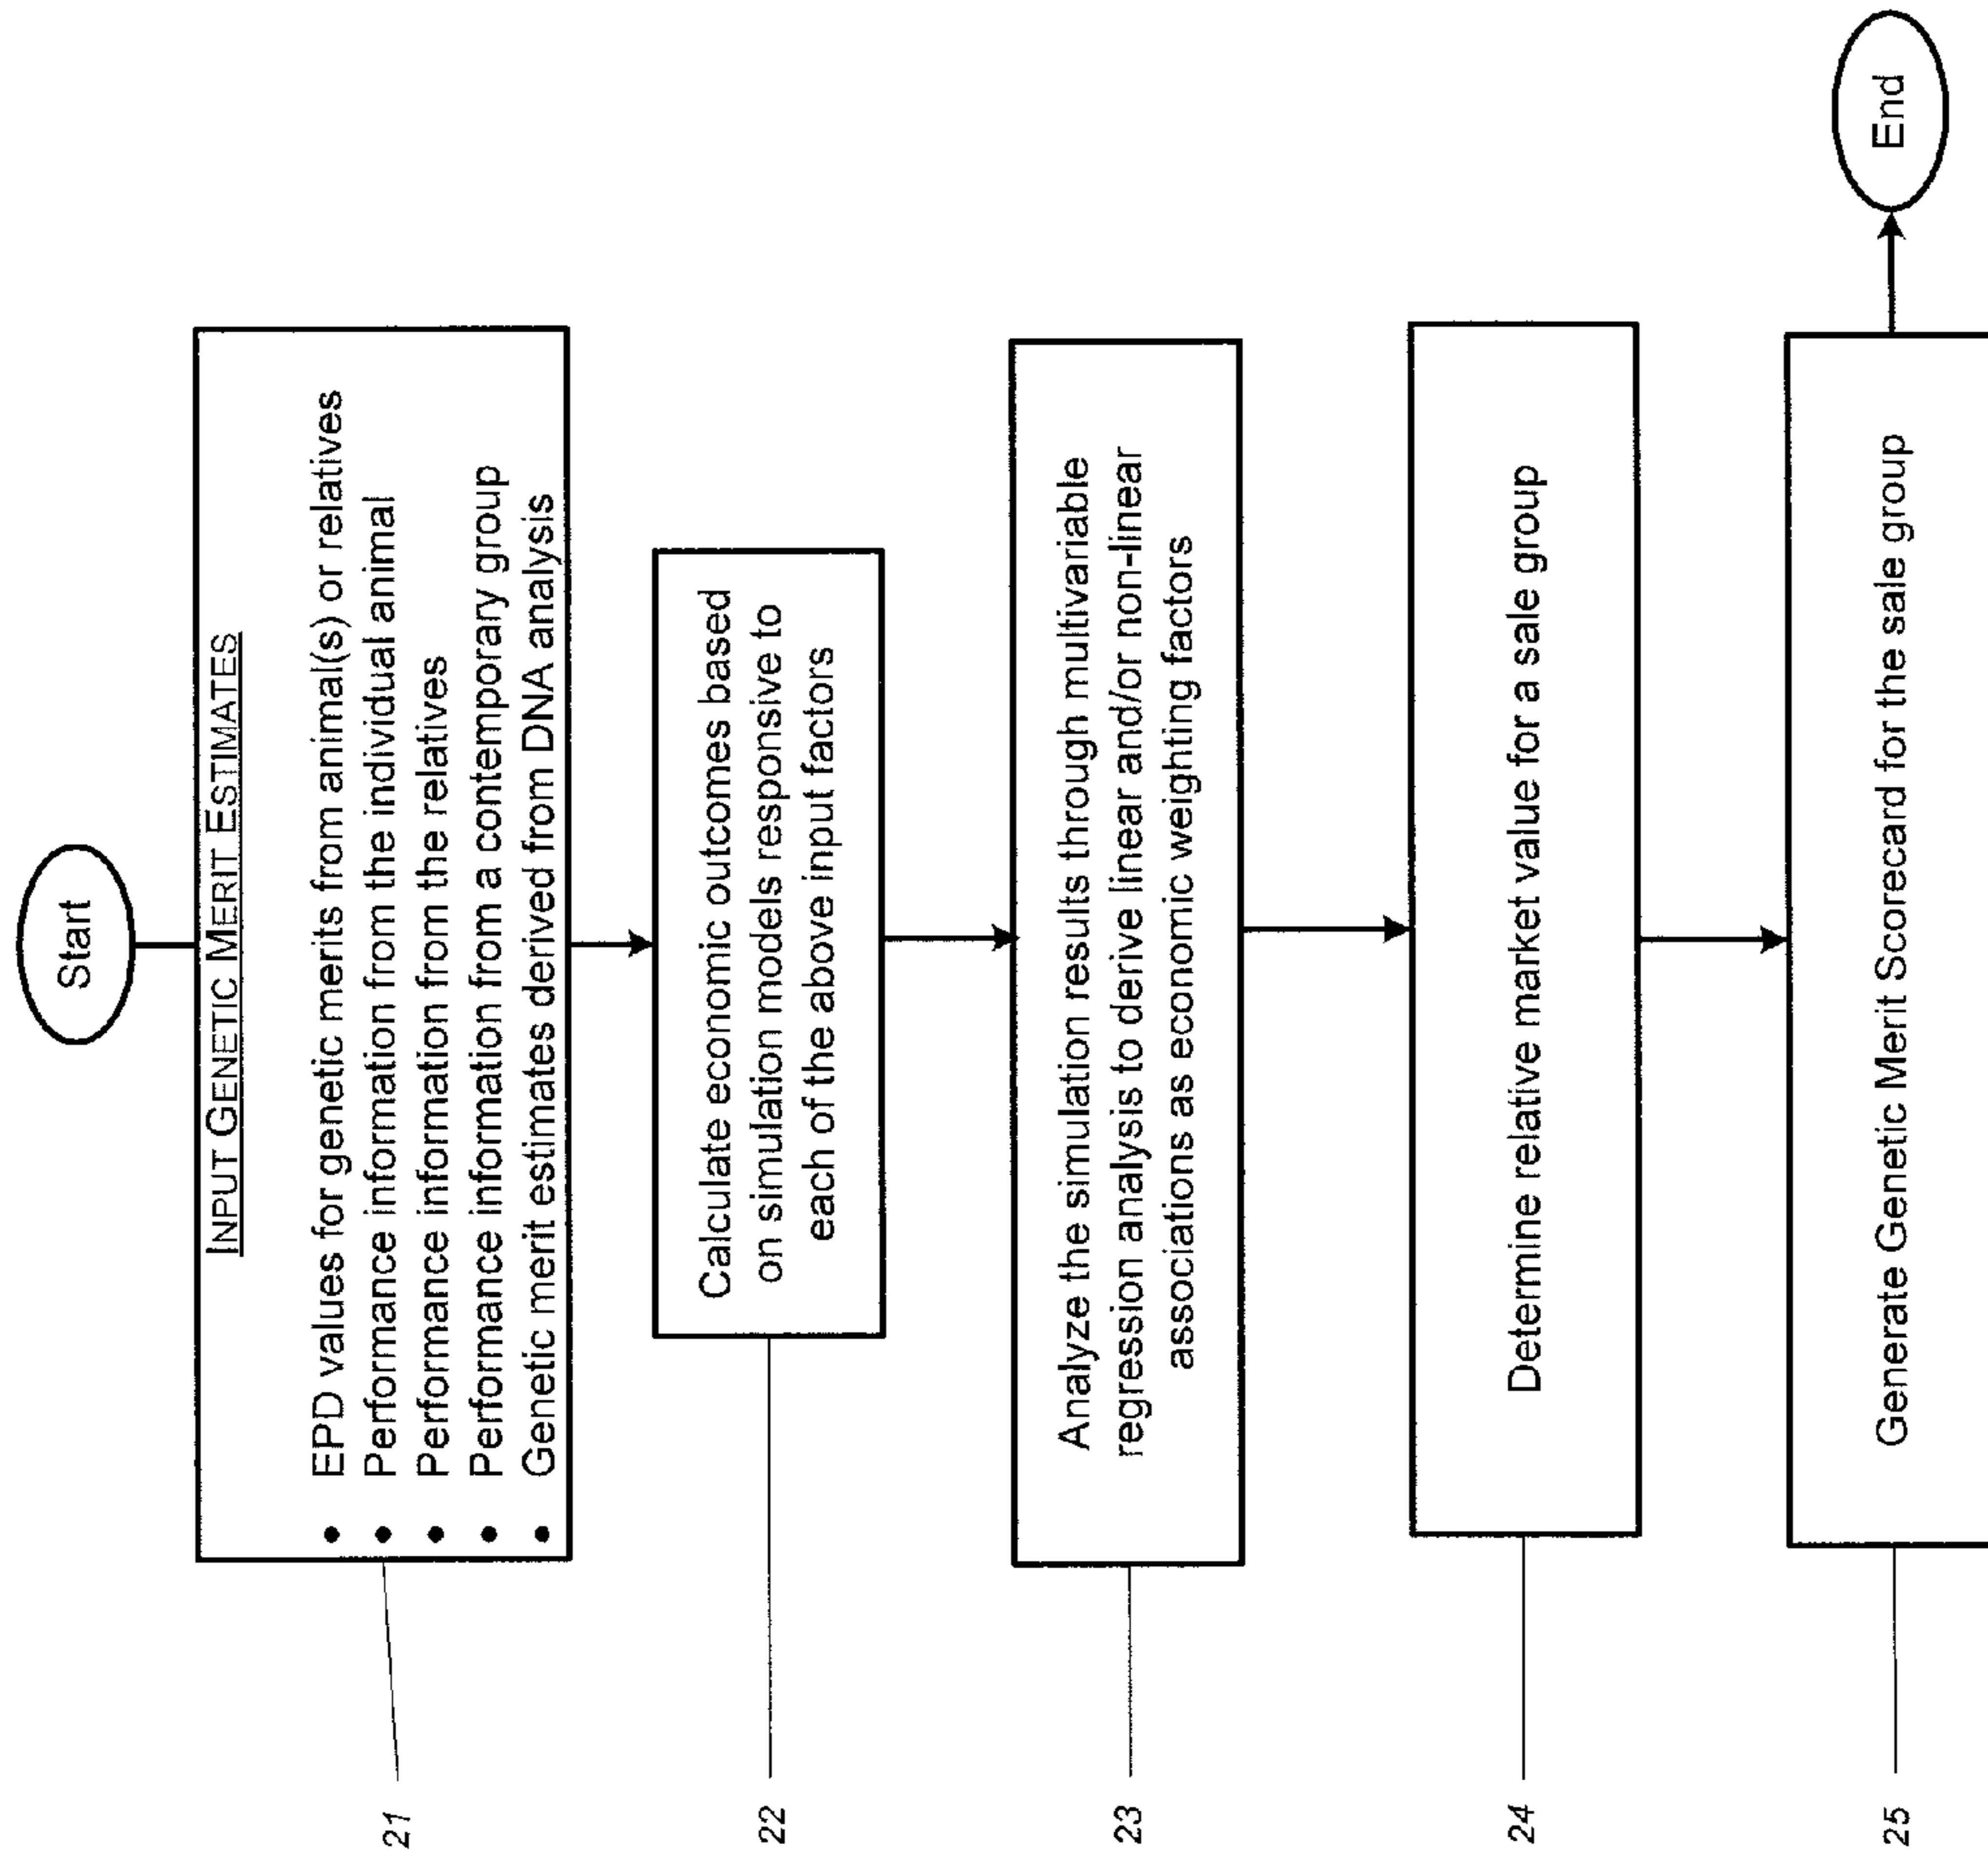 Start
INPUT GENETIC MERIT ESTIMATES
• EPD values for genetic merits from animal(s) or relatives
• Performance information from the individual animal
• Performance information from the relatives
• Performance information from a contemporary group
• Genetic merit estimates derived from DNA analysis
21
Calculate economic outcomes based
on simulation models responsive to
each of the above input factors
22
Analyze the simulation results through multivariable
regression analysis to derive linear and/or non-linear
associations as economic weighting factors
23
Determine relative market value for a sale group
24
Generate Genetic Merit Scorecard for the sale group
25
End